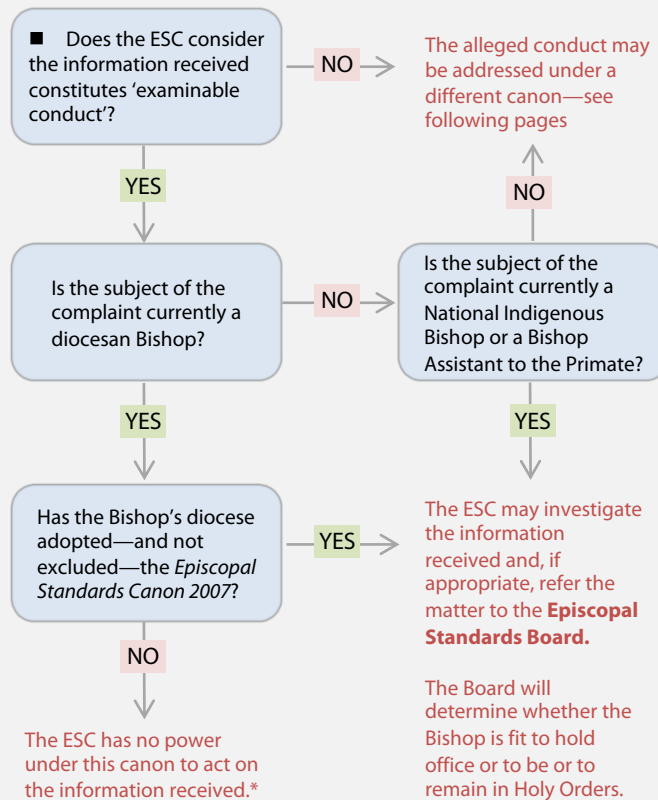 ■ Does the ESC consider
the information received
constitutes ‘examinable
conduct’?
NO
The alleged conduct may
be addressed under a
different canon—see
following pages
YES
NO
Is the subject of the
complaint currently a
diocesan Bishop?
NO
Is the subject of the
complaint currently a
National Indigenous
Bishop or a Bishop
Assistant to the Primate?
YES
YES
Has the Bishop’s diocese
adopted—and not
excluded—the Episcopal
Standards Canon 2007?
YES
The ESC may investigate
the information
received and, if
appropriate, refer the
matter to the Episcopal
Standards Board.
NO
The Board will
determine whether the
Bishop is fit to hold
office or to be or to
remain in Holy Orders.
The ESC has no power
under this canon to act on
the information received.*